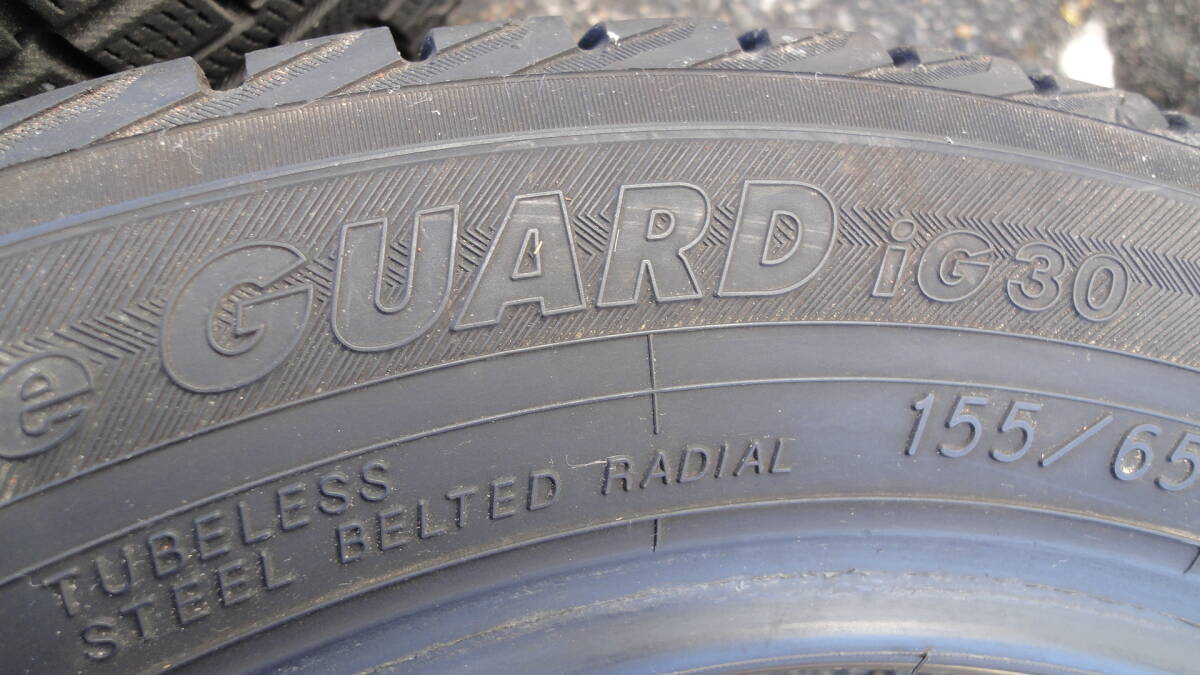 e GUARD iG30
155/65
TUBELESS
STEEL BELTED RADIAL